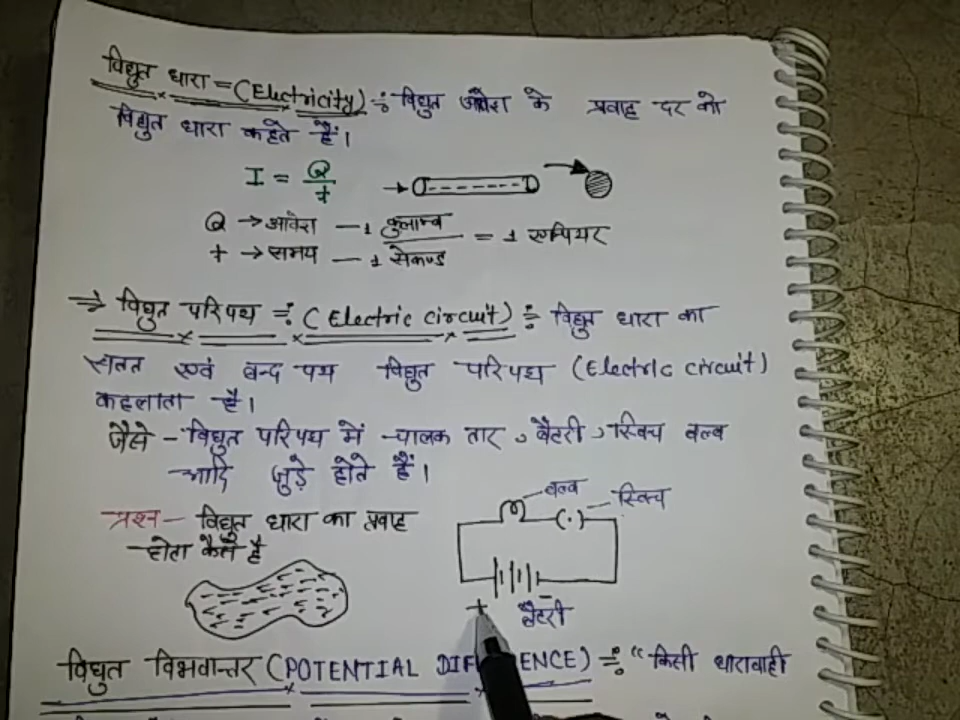 विद्युत धारा = (Electricity) ÷ विद्युत आवेश के प्रवाह दर को
विद्युत धारा कहते हैं।
I = Q/t
Q → आवेश — 1 कुलाम्ब
t → समय — 1 सेकेण्ड = 1 एम्पियर
⇒ विद्युत परिपथ ÷ (Electric circuit) ÷ विद्युत धारा का
सतत एवं बन्द पथ विद्युत परिपथ (Electric circuit)
कहलाता है।
जैसे - विद्युत परिपथ में चालक तार, बैटरी, स्विच बल्ब
आदि जुड़े होते हैं।
बल्ब
स्विच
प्रश्न - विद्युत धारा का प्रवाह
होता कैसे है
+ -
बैटरी
विद्युत विभवान्तर (POTENTIAL DIF ENCE) ÷ "किसी धारावाही